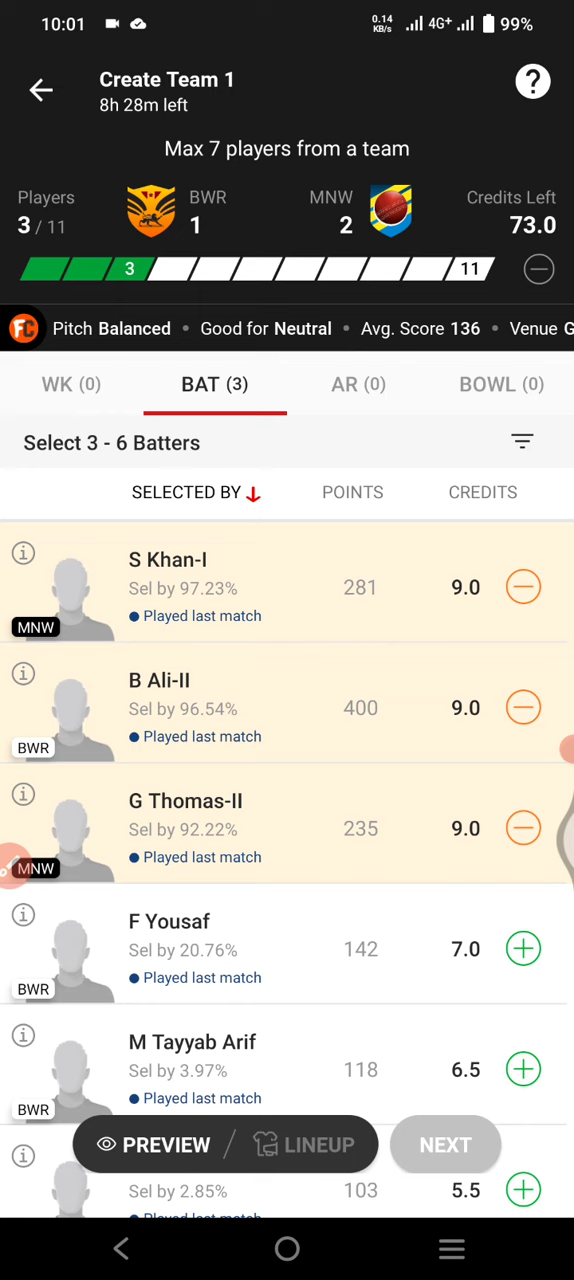 10:01
0.14 KB/s 4G+ 99%
Create Team 1
8h 28m left
?
Max 7 players from a team
Players BWR MNW Credits Left
3 / 11 1 2 73.0
3 11
FC Pitch Balanced • Good for Neutral • Avg. Score 136 • Venue G
WK (0) BAT (3) AR (0) BOWL (0)
Select 3 - 6 Batters
SELECTED BY POINTS CREDITS
S Khan-I
Sel by 97.23% 281 9.0
Played last match
MNW
B Ali-II
Sel by 96.54% 400 9.0
Played last match
BWR
G Thomas-II
Sel by 92.22% 235 9.0
Played last match
MNW
F Yousaf
Sel by 20.76% 142 7.0
Played last match
BWR
M Tayyab Arif
Sel by 3.97% 118 6.5
Played last match
BWR
PREVIEW / LINEUP NEXT
Sel by 2.85% 103 5.5
Played last match